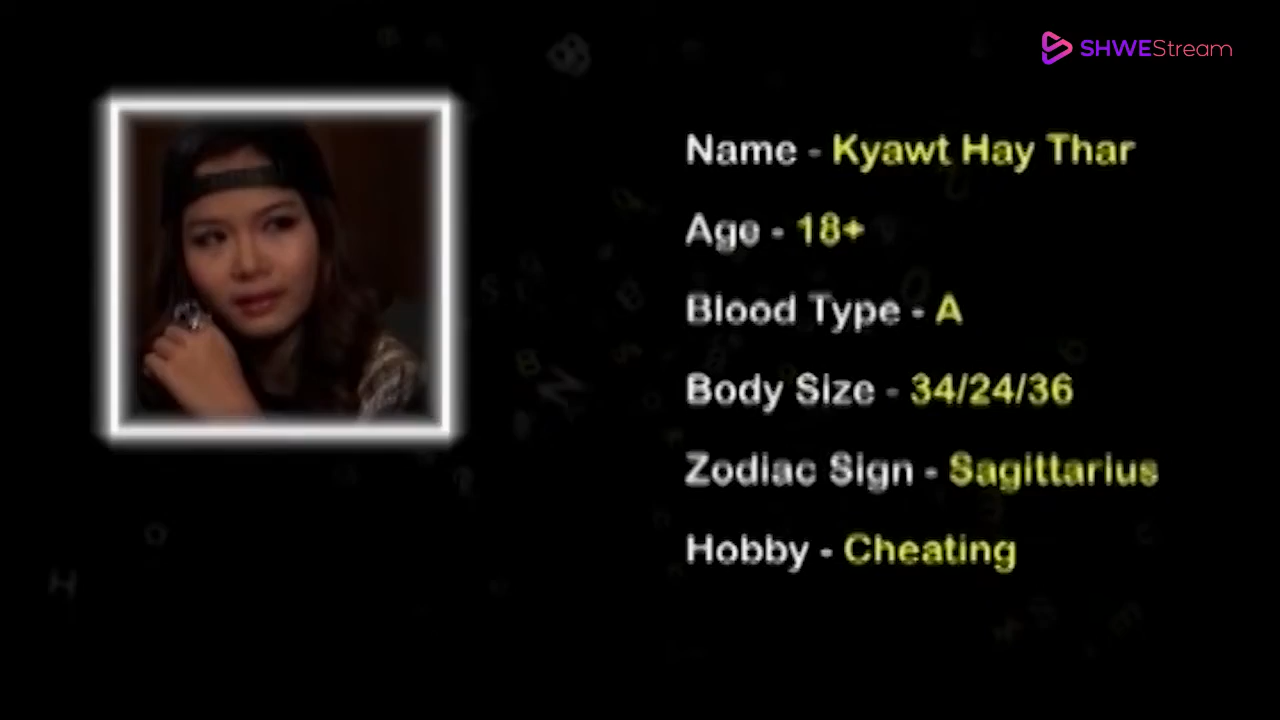 SHWEStream
Name - Kyawt Hay Thar
Age - 18+
Blood Type - A
Body Size - 34/24/36
Zodiac Sign - Sagittarius
Hobby - Cheating